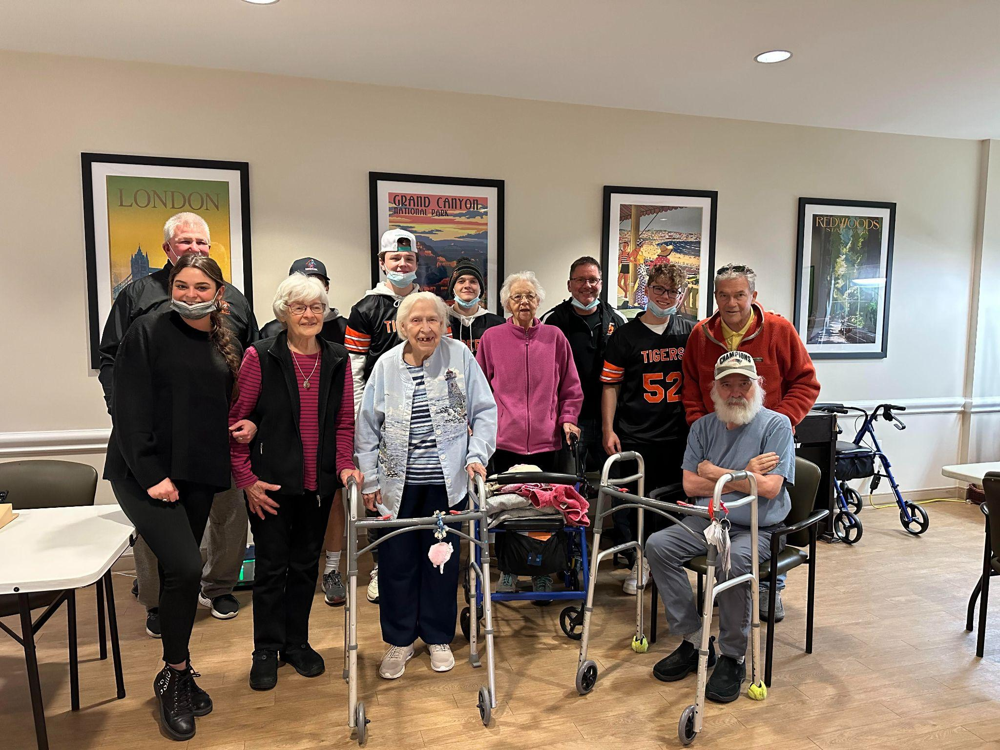 LONDON
GRAND CANYON
NATIONAL PARK
REDWOODS
STATE PARK
CHAMPIONS
TIGERS
52